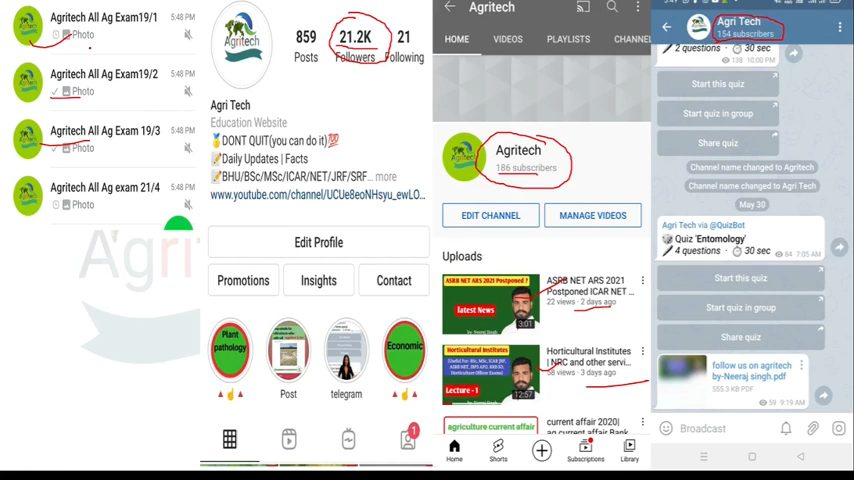 Agritech All Ag Exam19/1
5:48 PM
Photo
Agritech All Ag Exam19/2
5:48 PM
Photo
Agritech All Ag Exam 19/3
5:48 PM
Photo
Agritech All Ag exam 21/4
5:48 PM
Photo
Agrit
Agritech
859
Posts
21.2K
Followers
21
Following
Agri Tech
Education Website
🥇DONT QUIT(you can do it)💯
📝Daily Updates | Facts
📝BHU/BSc/MSc/ICAR/NET/JRF/SRF... more
www.youtube.com/channel/UCUe8eoNHsyu_ewLO...
Edit Profile
Promotions
Insights
Contact
Plant pathology
Economic
Post
telegram
1
Agritech
HOME
VIDEOS
PLAYLISTS
CHANNEL
Agritech
186 subscribers
EDIT CHANNEL
MANAGE VIDEOS
Uploads
ASRB NET ARS 2021 Postponed ?
latest News
by-Neeraj Singh
3:01
ASRB NET ARS 2021
Postponed ICAR NET ...
22 views · 2 days ago
Horticultural Institutes
Lecture - 1
12:57
Horticultural Institutes
| NRC and other servi...
58 views · 3 days ago
agriculture current affair
current affair 2020|
ag current affair Bank
Home
Shorts
Subscriptions
Library
Agri Tech
154 subscribers
2 questions · 30 sec
138 10:00 PM
Start this quiz
Start quiz in group
Share quiz
Channel name changed to Agritech
Channel name changed to Agri Tech
May 30
Agri Tech via @QuizBot
Quiz 'Entomology'
4 questions · 30 sec
84 7:05 AM
Start this quiz
Start quiz in group
Share quiz
follow us on agritech
by-Neeraj singh.pdf
555.3 KB PDF
59 9:19 AM
Broadcast